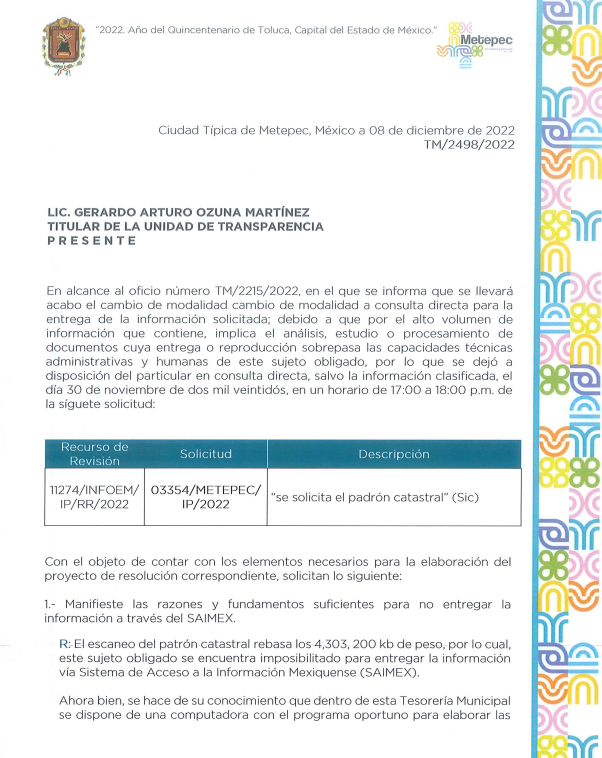 "2022. Año del Quincentenario de Toluca, Capital del Estado de México."
Metepec
Ciudad Típica de Metepec, México a 08 de diciembre de 2022
TM/2498/2022
LIC. GERARDO ARTURO OZUNA MARTÍNEZ
TITULAR DE LA UNIDAD DE TRANSPARENCIA
P R E S E N T E
En alcance al oficio número TM/2215/2022, en el que se informa que se llevará
acabo el cambio de modalidad cambio de modalidad a consulta directa para la
entrega de la información solicitada; debido a que por el alto volumen de
información que contiene, implica el análisis, estudio o procesamiento de
documentos cuya entrega o reproducción sobrepasa las capacidades técnicas
administrativas y humanas de este sujeto obligado, por lo que se dejó a
disposición del particular en consulta directa, salvo la información clasificada, el
día 30 de noviembre de dos mil veintidós, en un horario de 17:00 a 18:00 p.m. de
la síguete solicitud:
Recurso de
Revisión
Solicitud
Descripción
11274/INFOEM/
IP/RR/2022
03354/METEPEC/
IP/2022
"se solicita el padrón catastral" (Sic)
Con el objeto de contar con los elementos necesarios para la elaboración del
proyecto de resolución correspondiente, solicitan lo siguiente:
1.- Manifieste las razones y fundamentos suficientes para no entregar la
información a través del SAIMEX.
R: El escaneo del patrón catastral rebasa los 4,303, 200 kb de peso, por lo cual,
este sujeto obligado se encuentra imposibilitado para entregar la información
vía Sistema de Acceso a la Información Mexiquense (SAIMEX).
Ahora bien, se hace de su conocimiento que dentro de esta Tesorería Municipal
se dispone de una computadora con el programa oportuno para elaborar las